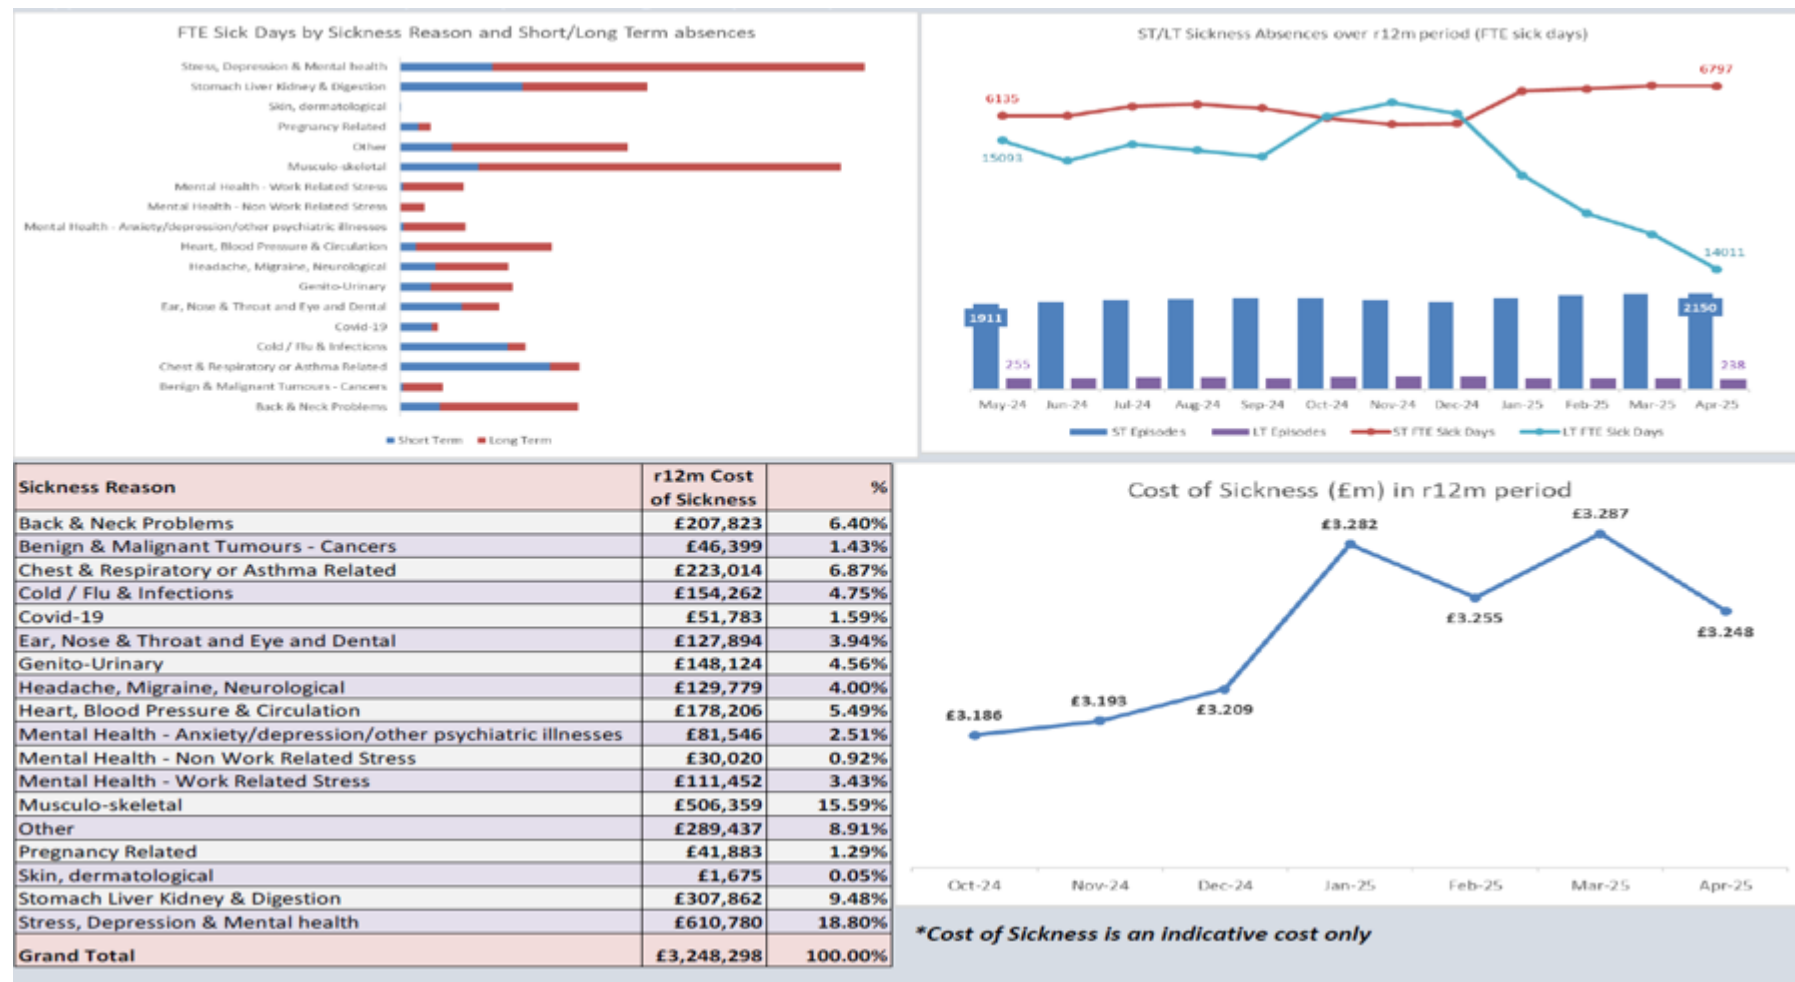 FTE Sick Days by Sickness Reason and Short/Long Term absences
Stress, Depression & Mental health
Stomach Liver Kidney & Digestion
Skin, dermatological
Pregnancy Related
Other
Musculo-skeletal
Mental Health - Work Related Stress
Mental Health - Non Work Related Stress
Mental Health - Anxiety/depression/other psychiatric illnesses
Heart, Blood Pressure & Circulation
Headache, Migraine, Neurological
Genito-Urinary
Ear, Nose & Throat and Eye and Dental
Covid-19
Cold / Flu & Infections
Chest & Respiratory or Asthma Related
Benign & Malignant Tumours - Cancers
Back & Neck Problems
Short Term Long Term
ST/LT Sickness Absences over r12m period (FTE sick days)
6797
6135
15093
14011
1911
2150
255
238
May-24 Jun-24 Jul-24 Aug-24 Sep-24 Oct-24 Nov-24 Dec-24 Jan-25 Feb-25 Mar-25 Apr-25
ST Episodes LT Episodes ST FTE Sick Days LT FTE Sick Days
Sickness Reason r12m Cost of Sickness %
Back & Neck Problems £207,823 6.40%
Benign & Malignant Tumours - Cancers £46,399 1.43%
Chest & Respiratory or Asthma Related £223,014 6.87%
Cold / Flu & Infections £154,262 4.75%
Covid-19 £51,783 1.59%
Ear, Nose & Throat and Eye and Dental £127,894 3.94%
Genito-Urinary £148,124 4.56%
Headache, Migraine, Neurological £129,779 4.00%
Heart, Blood Pressure & Circulation £178,206 5.49%
Mental Health - Anxiety/depression/other psychiatric illnesses £81,546 2.51%
Mental Health - Non Work Related Stress £30,020 0.92%
Mental Health - Work Related Stress £111,452 3.43%
Musculo-skeletal £506,359 15.59%
Other £289,437 8.91%
Pregnancy Related £41,883 1.29%
Skin, dermatological £1,675 0.05%
Stomach Liver Kidney & Digestion £307,862 9.48%
Stress, Depression & Mental health £610,780 18.80%
Grand Total £3,248,298 100.00%
Cost of Sickness (£m) in r12m period
£3.186
£3.193
£3.209
£3.282
£3.255
£3.287
£3.248
Oct-24 Nov-24 Dec-24 Jan-25 Feb-25 Mar-25 Apr-25
*Cost of Sickness is an indicative cost only